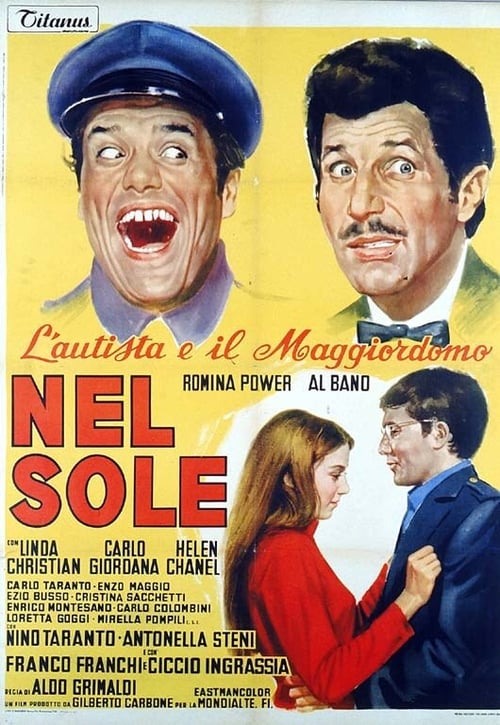 Titanus
L'autista e il Maggiordomo
ROMINA POWER AL BANO
NEL
SOLE
CON LINDA CARLO HELEN
CHRISTIAN GIORDANA CHANEL
CARLO TARANTO - ENZO MAGGIO
EZIO BUSSO - CRISTINA SACCHETTI
ENRICO MONTESANO - CARLO COLOMBINI
LORETTA GOGGI - MIRELLA POMPILI
CON NINO TARANTO - ANTONELLA STENI
E CON
FRANCO FRANCHI E CICCIO INGRASSIA
REGIA DI ALDO GRIMALDI EASTMANCOLOR
UN FILM PRODOTTO DA GILBERTO CARBONE PER LA MONDIALTE. FI.